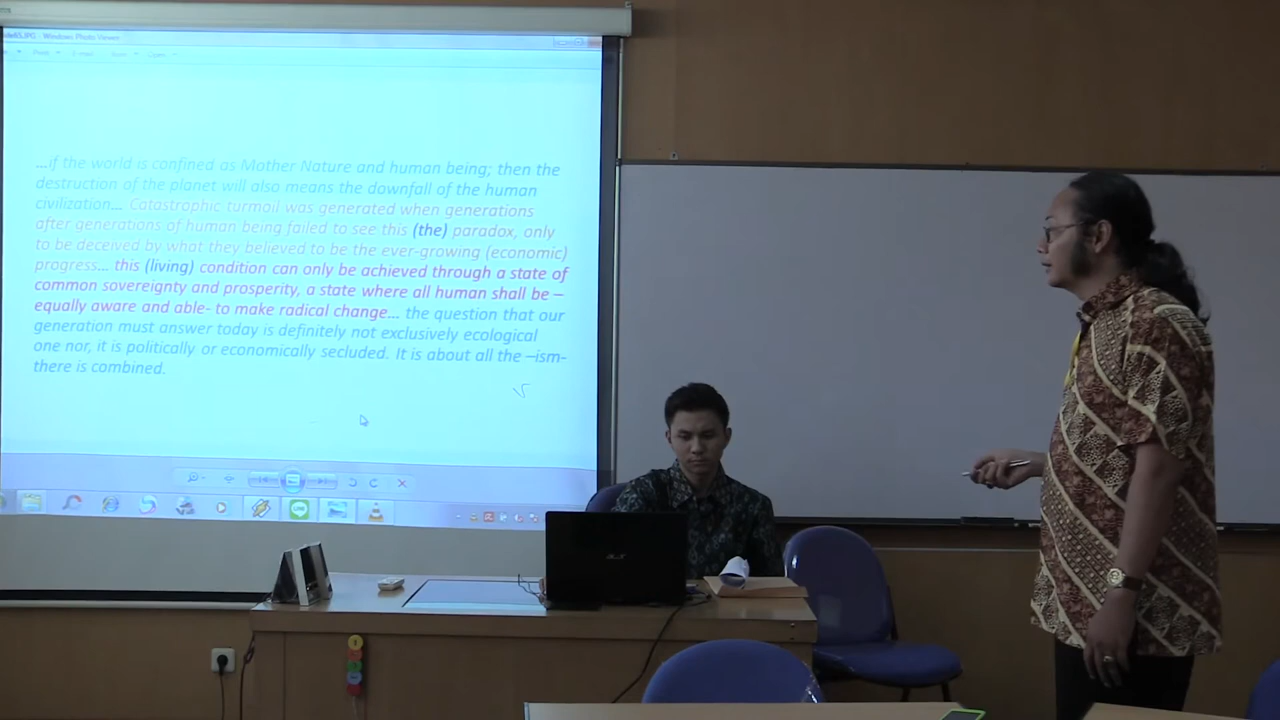 Windows Photo Viewer
...if the world is confined as Mother Nature and human being; then the
destruction of the planet will also means the downfall of the human
civilization... Catastrophic turmoil was generated when generations
after generations of human being failed to see this (the) paradox, only
to be deceived by what they believed to be the ever-growing (economic)
progress... this (living) condition can only be achieved through a state of
common sovereignty and prosperity, a state where all human shall be –
equally aware and able- to make radical change... the question that our
generation must answer today is definitely not exclusively ecological
one nor, it is politically or economically secluded. It is about all the –ism-
there is combined.
LINE
acer